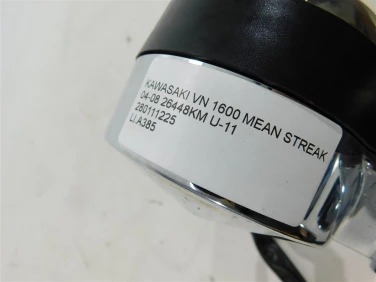 KAWASAKI VN 1600 MEAN STREAK
04-08 26448KM U-11
280111225
LI.A385